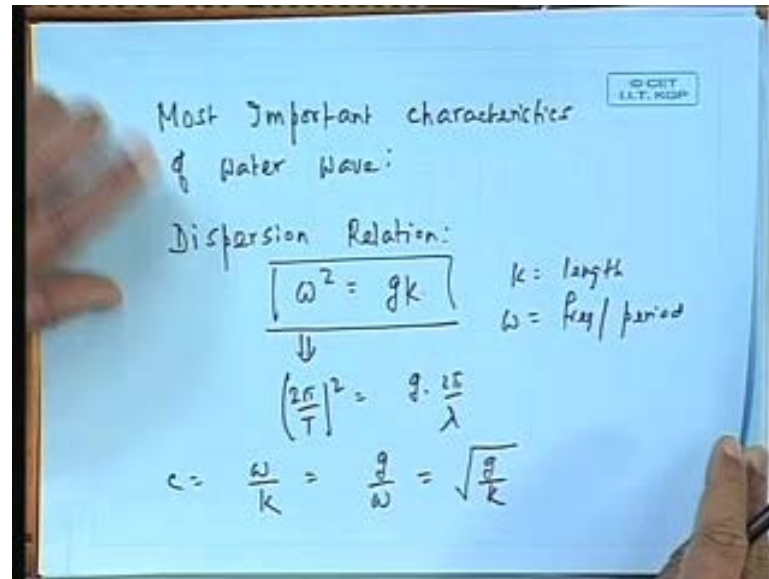 © CET
I.I.T. KGP
Most Important characteristics
of water wave:
Dispersion Relation:
ω² = gk
k = length
ω = freq / period
⇓
(2π/T)² = g. 2π/λ
c = ω/k = g/ω = √(g/k)